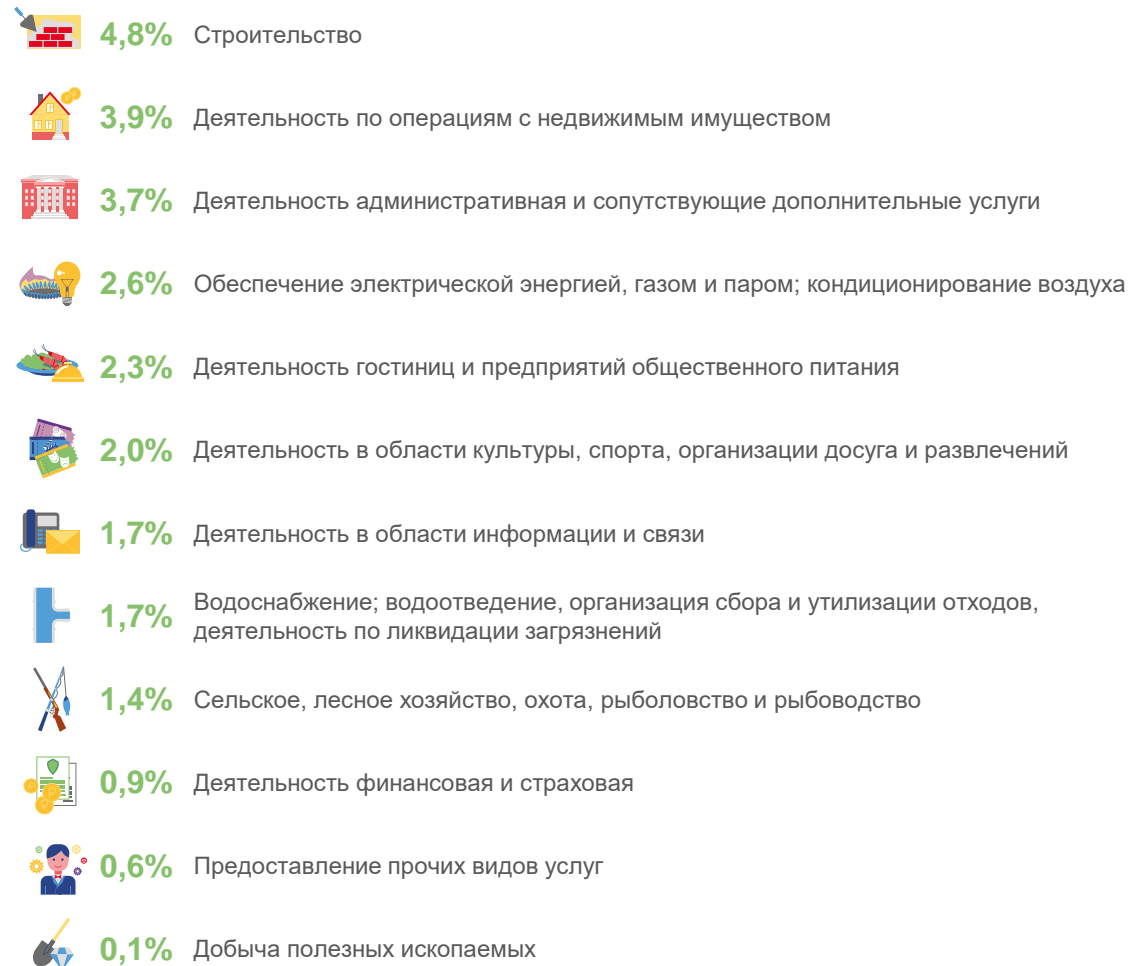 4,8% Строительство
3,9% Деятельность по операциям с недвижимым имуществом
3,7% Деятельность административная и сопутствующие дополнительные услуги
2,6% Обеспечение электрической энергией, газом и паром; кондиционирование воздуха
2,3% Деятельность гостиниц и предприятий общественного питания
2,0% Деятельность в области культуры, спорта, организации досуга и развлечений
1,7% Деятельность в области информации и связи
1,7% Водоснабжение; водоотведение, организация сбора и утилизации отходов,
деятельность по ликвидации загрязнений
1,4% Сельское, лесное хозяйство, охота, рыболовство и рыбоводство
0,9% Деятельность финансовая и страховая
0,6% Предоставление прочих видов услуг
0,1% Добыча полезных ископаемых